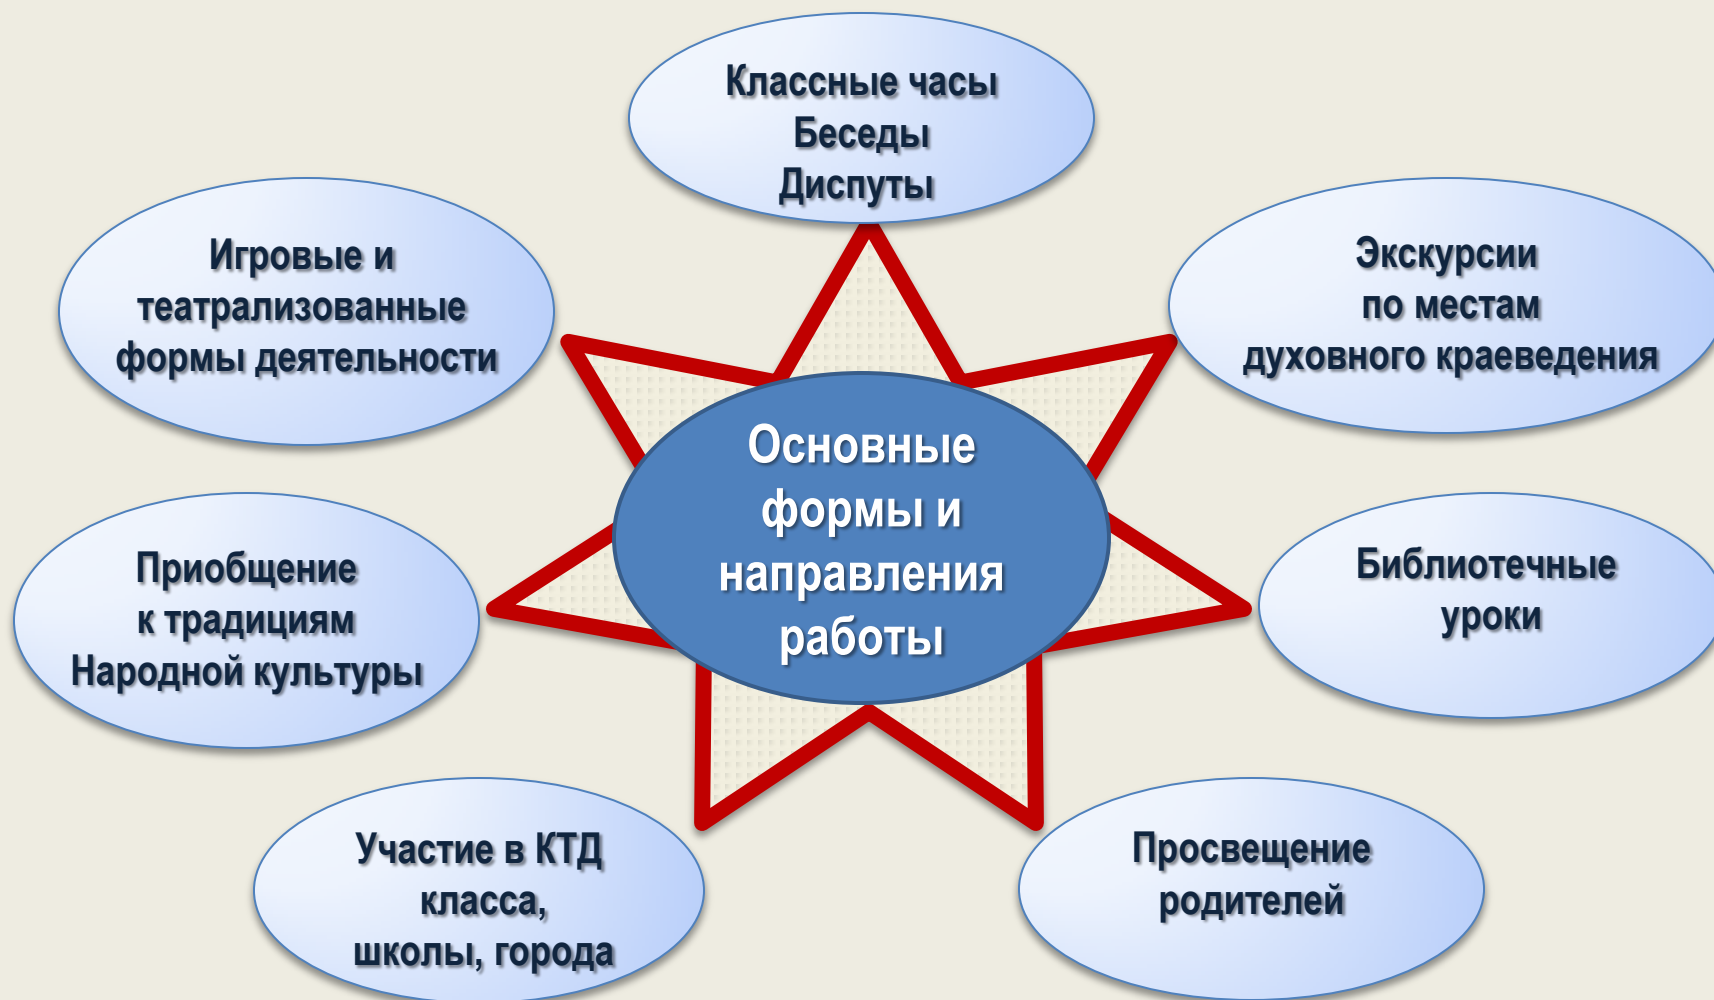 Классные часы
Беседы
Диспуты
Игровые и
театрализованные
формы деятельности
Экскурсии
по местам
духовного краеведения
Основные
формы и
направления
работы
Приобщение
к традициям
Народной культуры
Библиотечные
уроки
Участие в КТД
класса,
школы, города
Просвещение
родителей